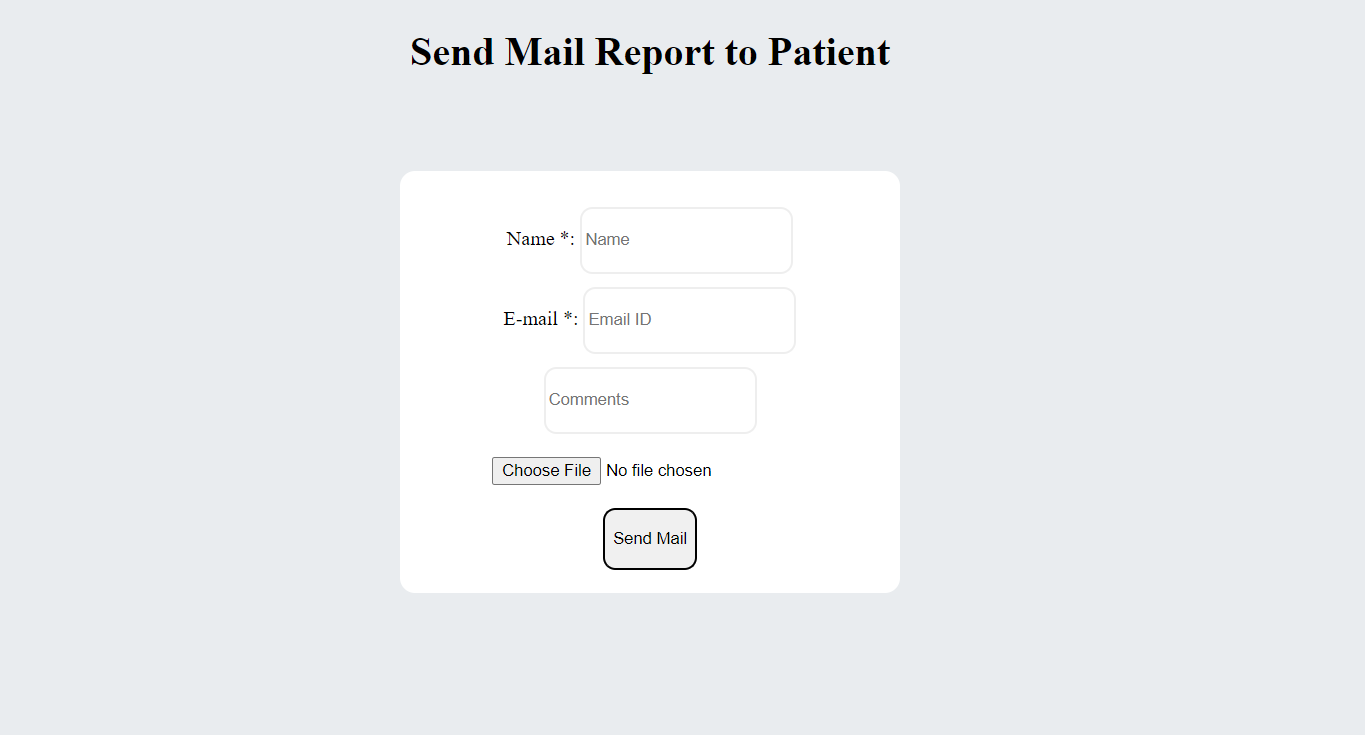 Send Mail Report to Patient
Name *: Name
E-mail *: Email ID
Comments
Choose File No file chosen
Send Mail